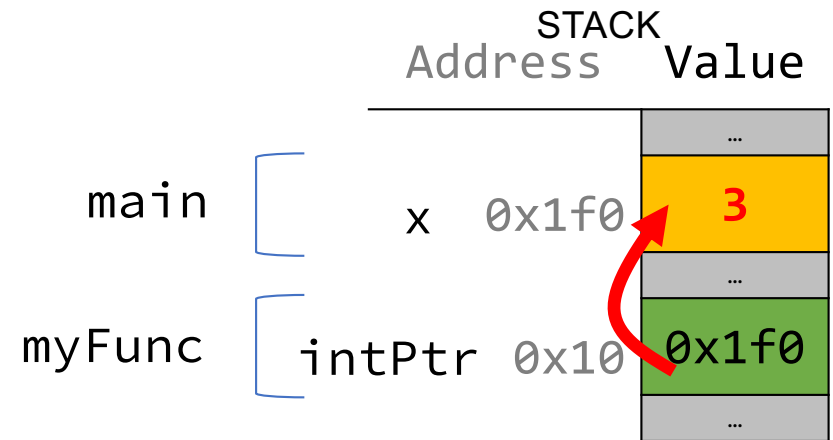 STACK
Address Value
…
main x 0x1f0 3
…
myFunc intPtr 0x10 0x1f0
…